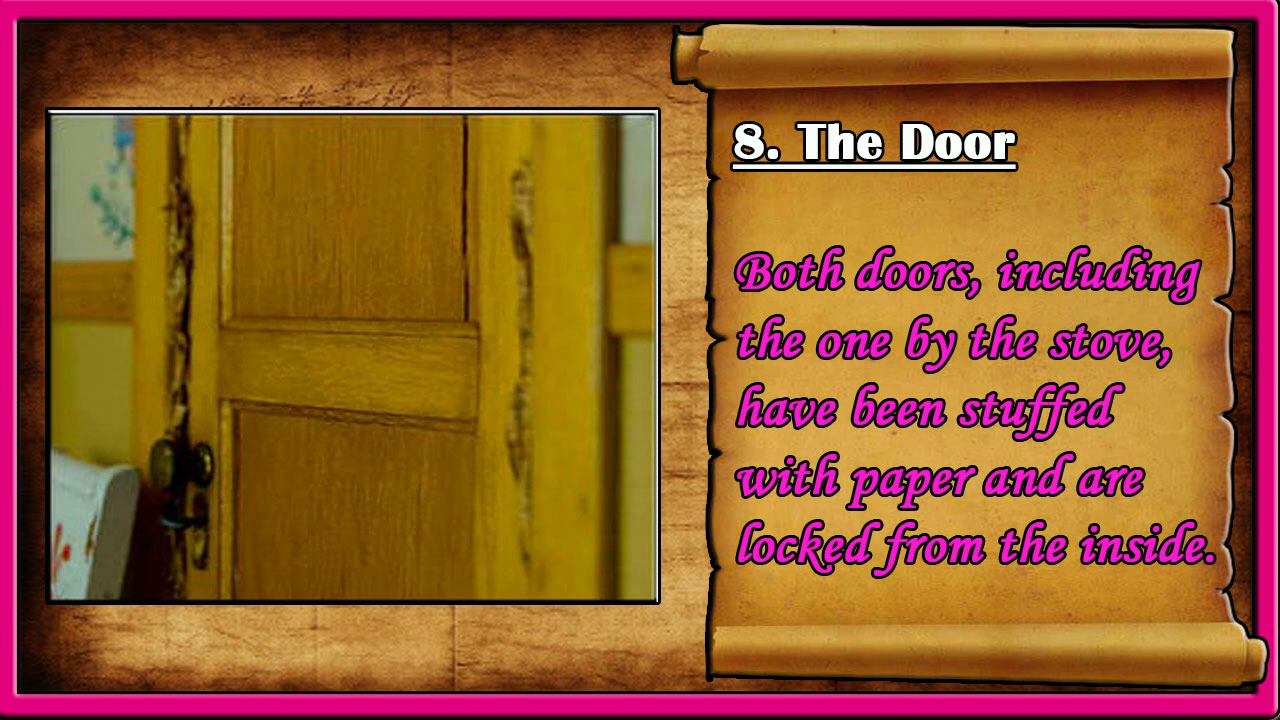 8. The Door
Both doors, including
the one by the stove,
have been stuffed
with paper and are
locked from the inside.